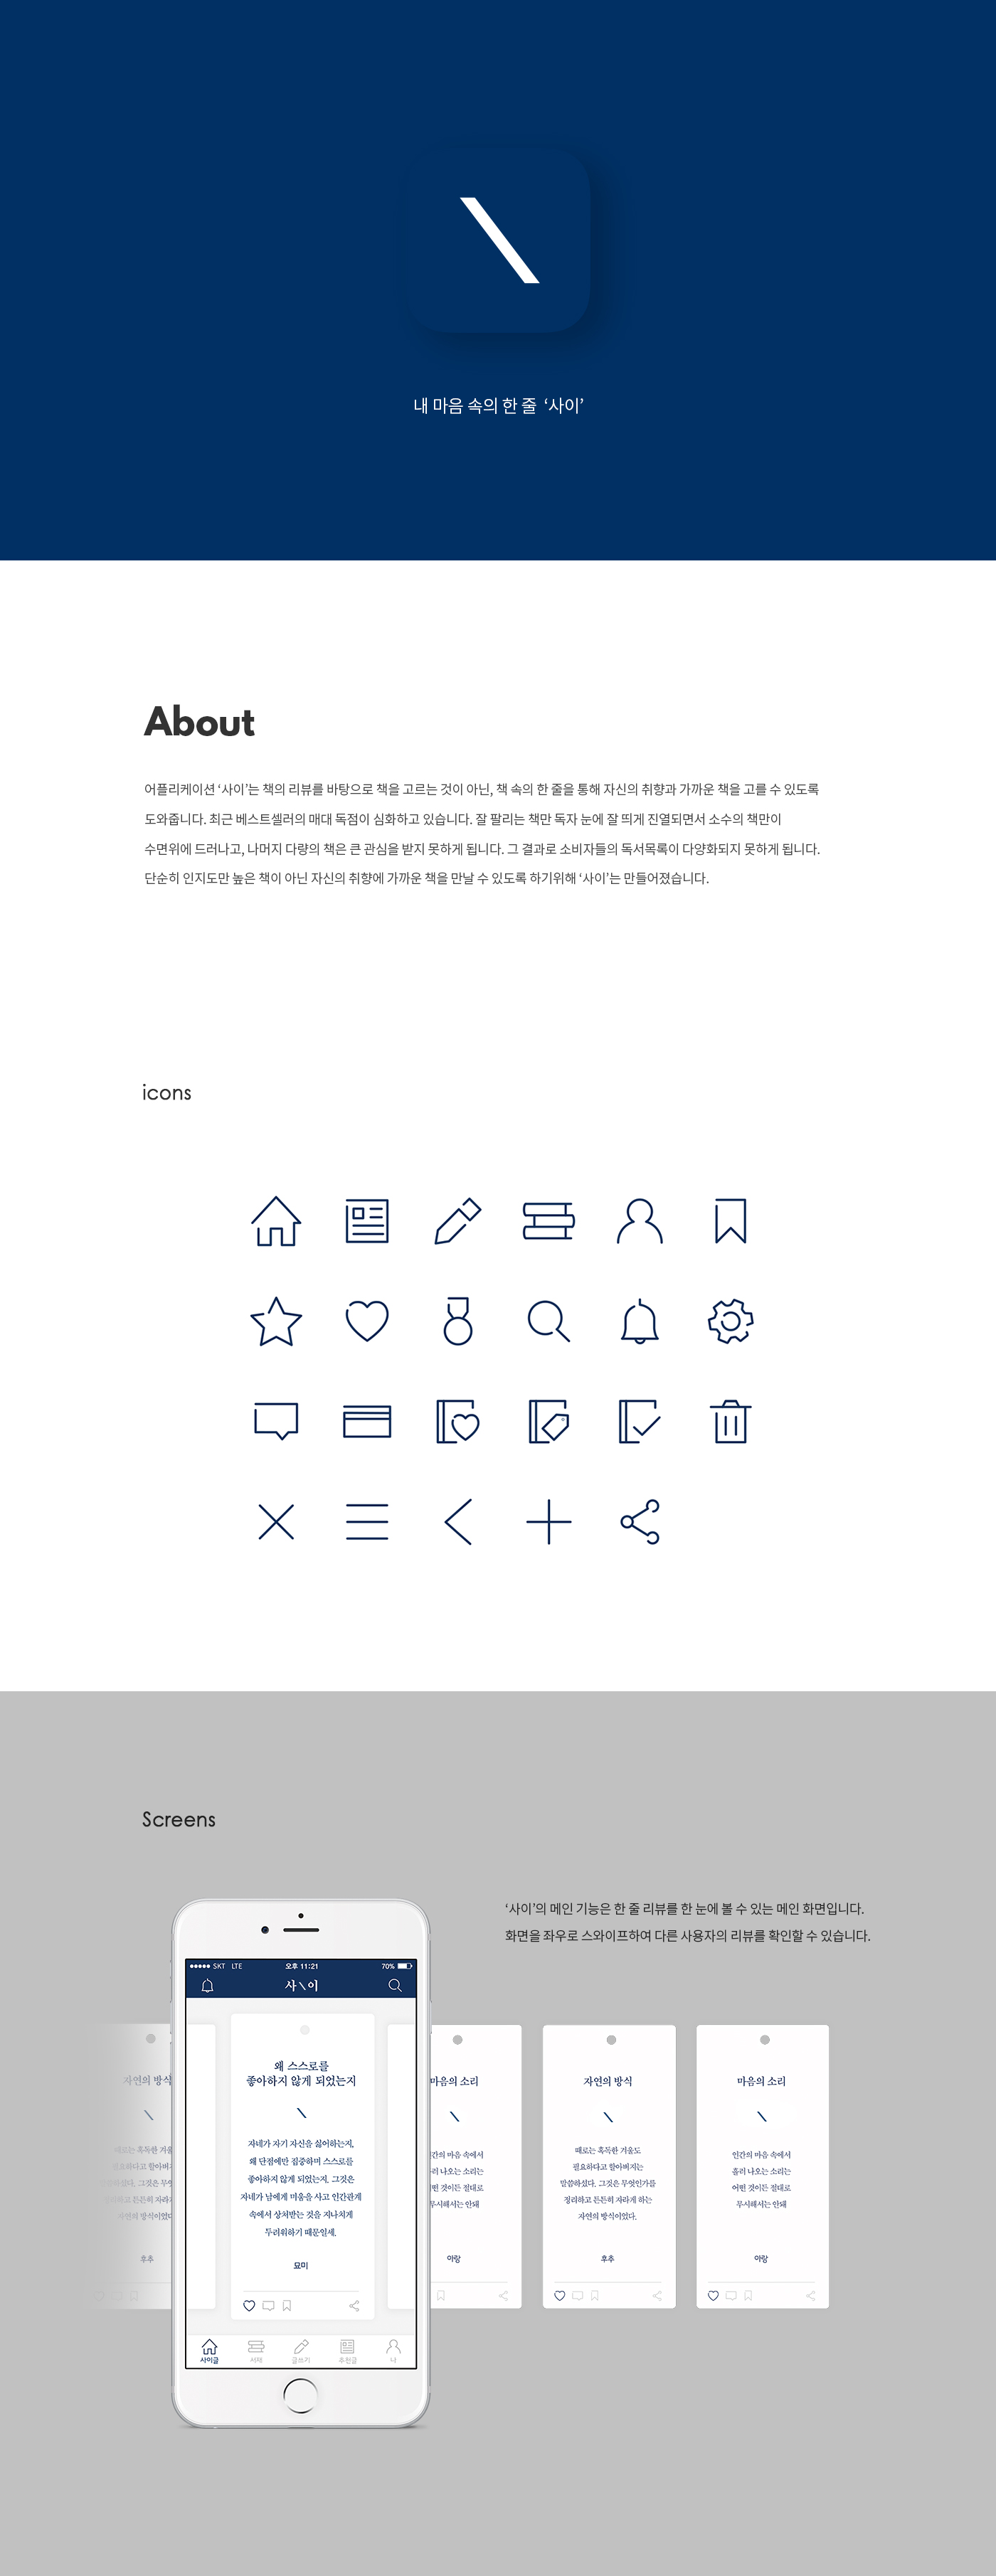 내 마음 속의 한 줄 ‘사이’
About
어플리케이션 ‘사이’는 책의 리뷰를 바탕으로 책을 고르는 것이 아닌, 책 속의 한 줄을 통해 자신의 취향과 가까운 책을 고를 수 있도록
도와줍니다. 최근 베스트셀러의 매대 독점이 심화하고 있습니다. 잘 팔리는 책만 독자 눈에 잘 띄게 진열되면서 소수의 책만이
수면위에 드러나고, 나머지 다량의 책은 큰 관심을 받지 못하게 됩니다. 그 결과로 소비자들의 독서목록이 다양화되지 못하게 됩니다.
단순히 인지도만 높은 책이 아닌 자신의 취향에 가까운 책을 만날 수 있도록 하기위해 ‘사이’는 만들어졌습니다.
icons
Screens
‘사이’의 메인 기능은 한 줄 리뷰를 한 눈에 볼 수 있는 메인 화면입니다.
화면을 좌우로 스와이프하여 다른 사용자의 리뷰를 확인할 수 있습니다.
SKT LTE 오후 11:21 70%
사\이
자연의 방식
때로는 혹독한 겨울
필요하다고 할아버지
그것은 무엇
정리하고 튼튼히 자라게
자연의 방식이었다
후추
왜 스스로를
좋아하지 않게 되었는지
자네가 자기 자신을 싫어하는지,
왜 단점에만 집중하며 스스로를
좋아하지 않게 되었는지, 그것은
자네가 남에게 미움을 사고 인간관계
속에서 상처받는 것을 지나치게
두려워하기 때문일세.
묘미
사이글 서재 글쓰기 추천글 나
마음의 소리
간의 마음 속에서
러 나오는 소리는
떤 것이든 절대로
무시해서는 안돼
아랑
자연의 방식
때로는 혹독한 겨울도
필요하다고 할아버지는
말씀하셨다. 그것은 무엇인가를
정리하고 튼튼히 자라게 하는
자연의 방식이었다.
후추
마음의 소리
인간의 마음 속에서
흘러 나오는 소리는
어떤 것이든 절대로
무시해서는 안돼
아랑